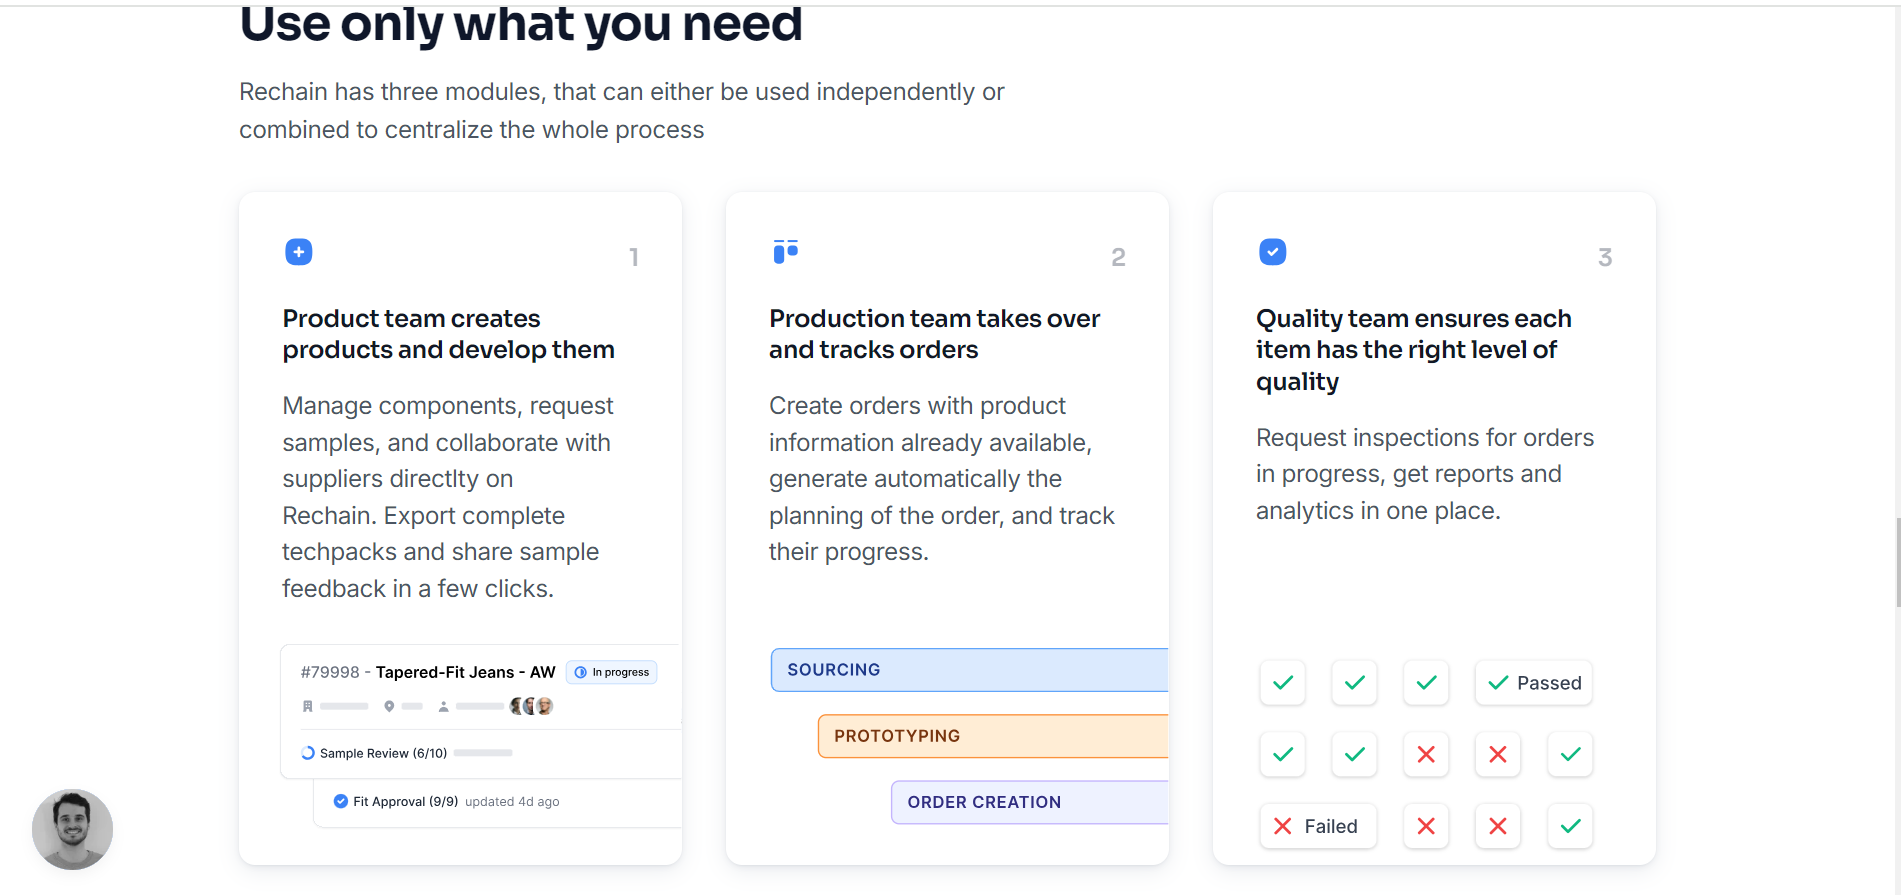 Use only what you need
Rechain has three modules, that can either be used independently or
combined to centralize the whole process
1
Product team creates
products and develop them
Manage components, request
samples, and collaborate with
suppliers directlty on
Rechain. Export complete
techpacks and share sample
feedback in a few clicks.
#79998 - Tapered-Fit Jeans - AW In progress
Sample Review (6/10)
Fit Approval (9/9) updated 4d ago
2
Production team takes over
and tracks orders
Create orders with product
information already available,
generate automatically the
planning of the order, and track
their progress.
SOURCING
PROTOTYPING
ORDER CREATION
3
Quality team ensures each
item has the right level of
quality
Request inspections for orders
in progress, get reports and
analytics in one place.
Passed
Failed